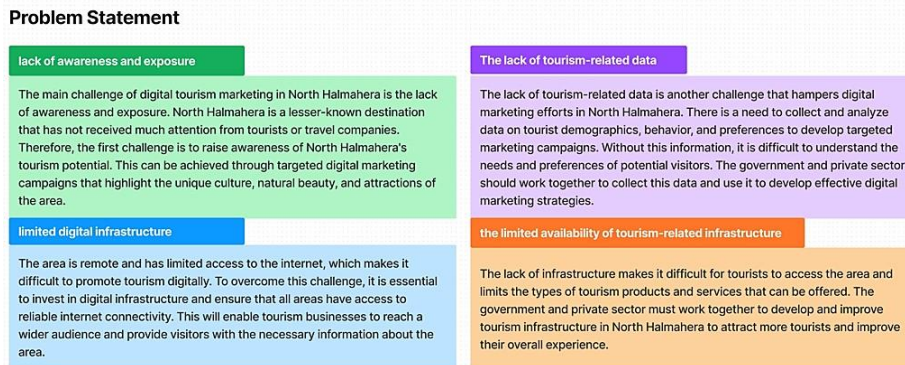 Problem Statement
lack of awareness and exposure
The main challenge of digital tourism marketing in North Halmahera is the lack
of awareness and exposure. North Halmahera is a lesser-known destination
that has not received much attention from tourists or travel companies.
Therefore, the first challenge is to raise awareness of North Halmahera's
tourism potential. This can be achieved through targeted digital marketing
campaigns that highlight the unique culture, natural beauty, and attractions of
the area.
The lack of tourism-related data
The lack of tourism-related data is another challenge that hampers digital
marketing efforts in North Halmahera. There is a need to collect and analyze
data on tourist demographics, behavior, and preferences to develop targeted
marketing campaigns. Without this information, it is difficult to understand the
needs and preferences of potential visitors. The government and private sector
should work together to collect this data and use it to develop effective digital
marketing strategies.
limited digital infrastructure
The area is remote and has limited access to the internet, which makes it
difficult to promote tourism digitally. To overcome this challenge, it is essential
to invest in digital infrastructure and ensure that all areas have access to
reliable internet connectivity. This will enable tourism businesses to reach a
wider audience and provide visitors with the necessary information about the
area.
the limited availability of tourism-related infrastructure
The lack of infrastructure makes it difficult for tourists to access the area and
limits the types of tourism products and services that can be offered. The
government and private sector must work together to develop and improve
tourism infrastructure in North Halmahera to attract more tourists and improve
their overall experience.